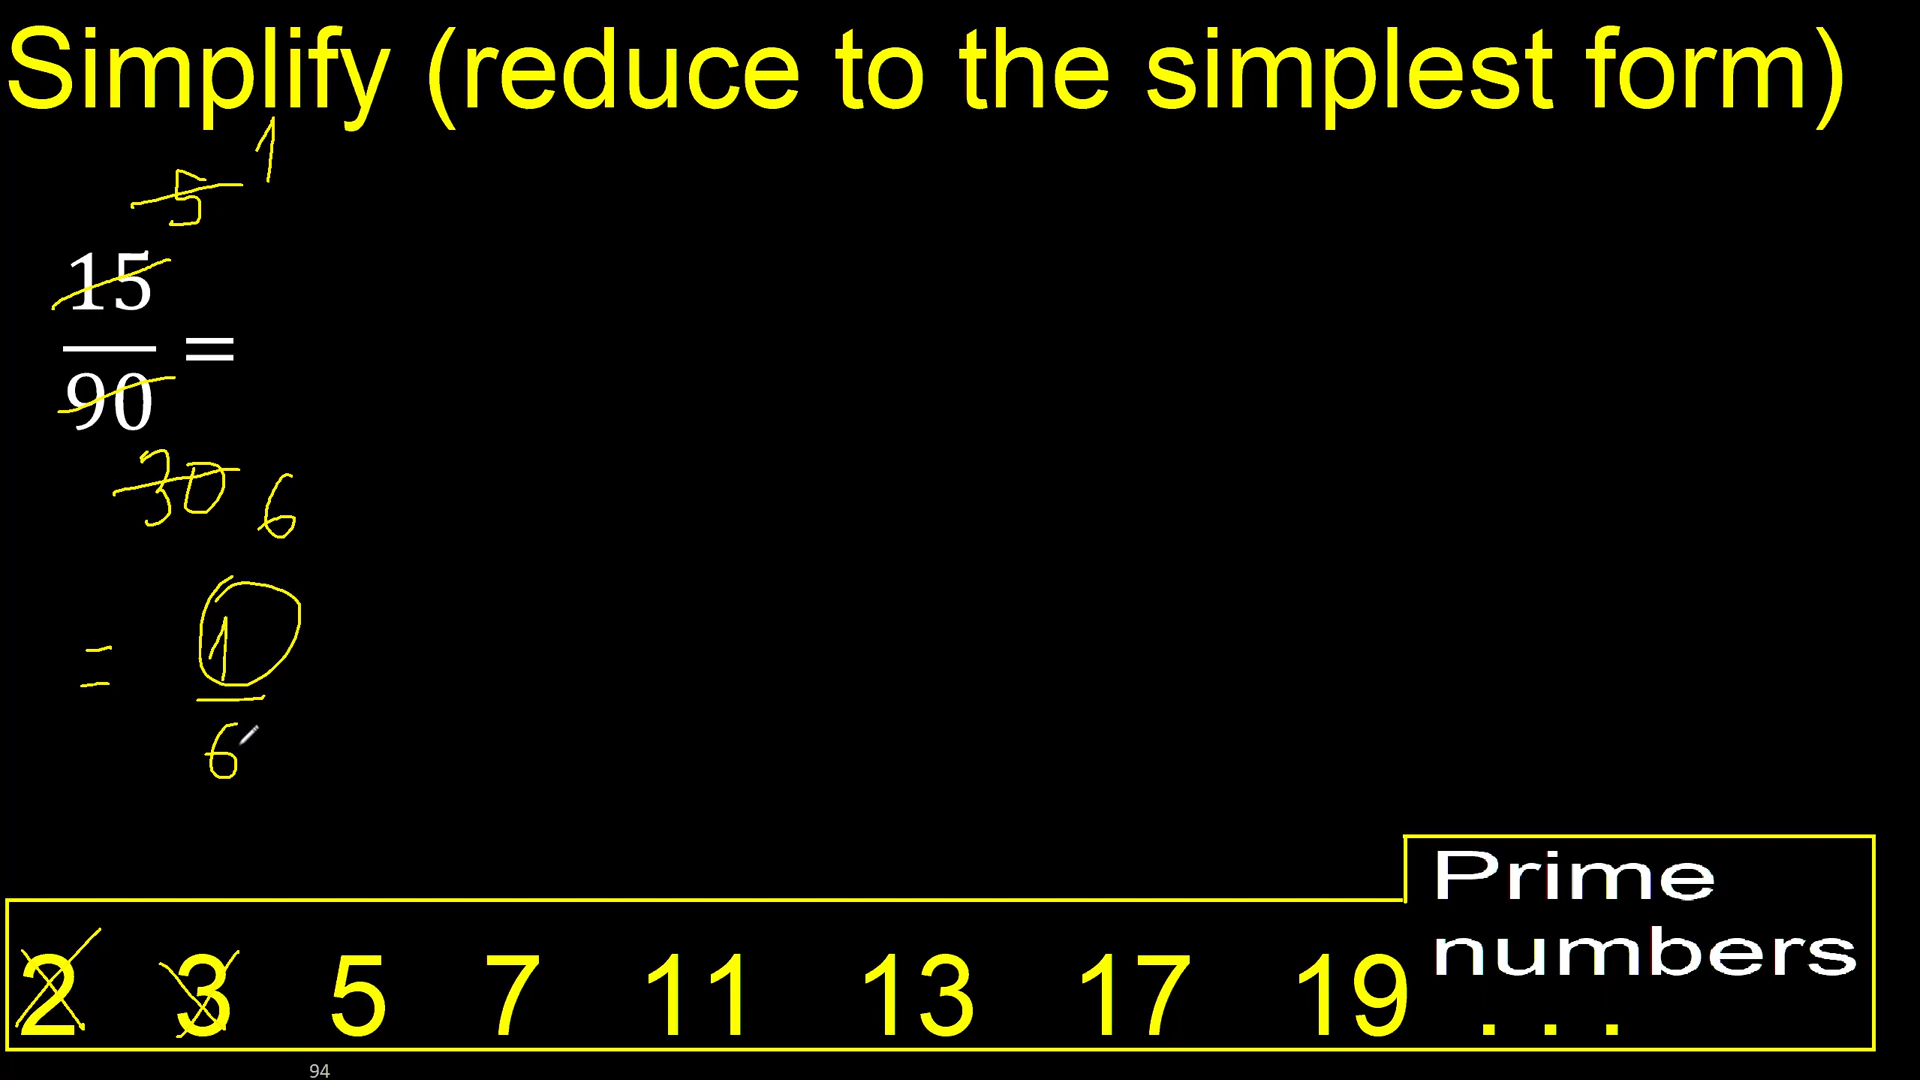 Simplify (reduce to the simplest form)
1
5
15
=
90
30 6
= 1
6
Prime
numbers
2 3 5 7 11 13 17 19 . . .
94